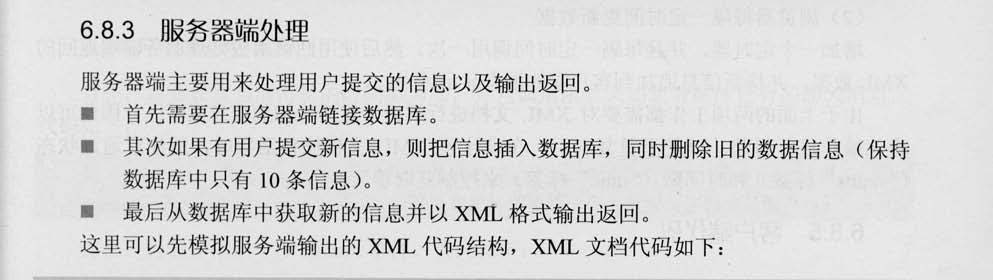 6.8.3 服务器端处理
服务器端主要用来处理用户提交的信息以及输出返回。
■ 首先需要在服务器端链接数据库。
■ 其次如果有用户提交新信息，则把信息插入数据库，同时删除旧的数据信息（保持
数据库中只有 10 条信息）。
■ 最后从数据库中获取新的信息并以 XML 格式输出返回。
这里可以先模拟服务端输出的 XML 代码结构，XML 文档代码如下：